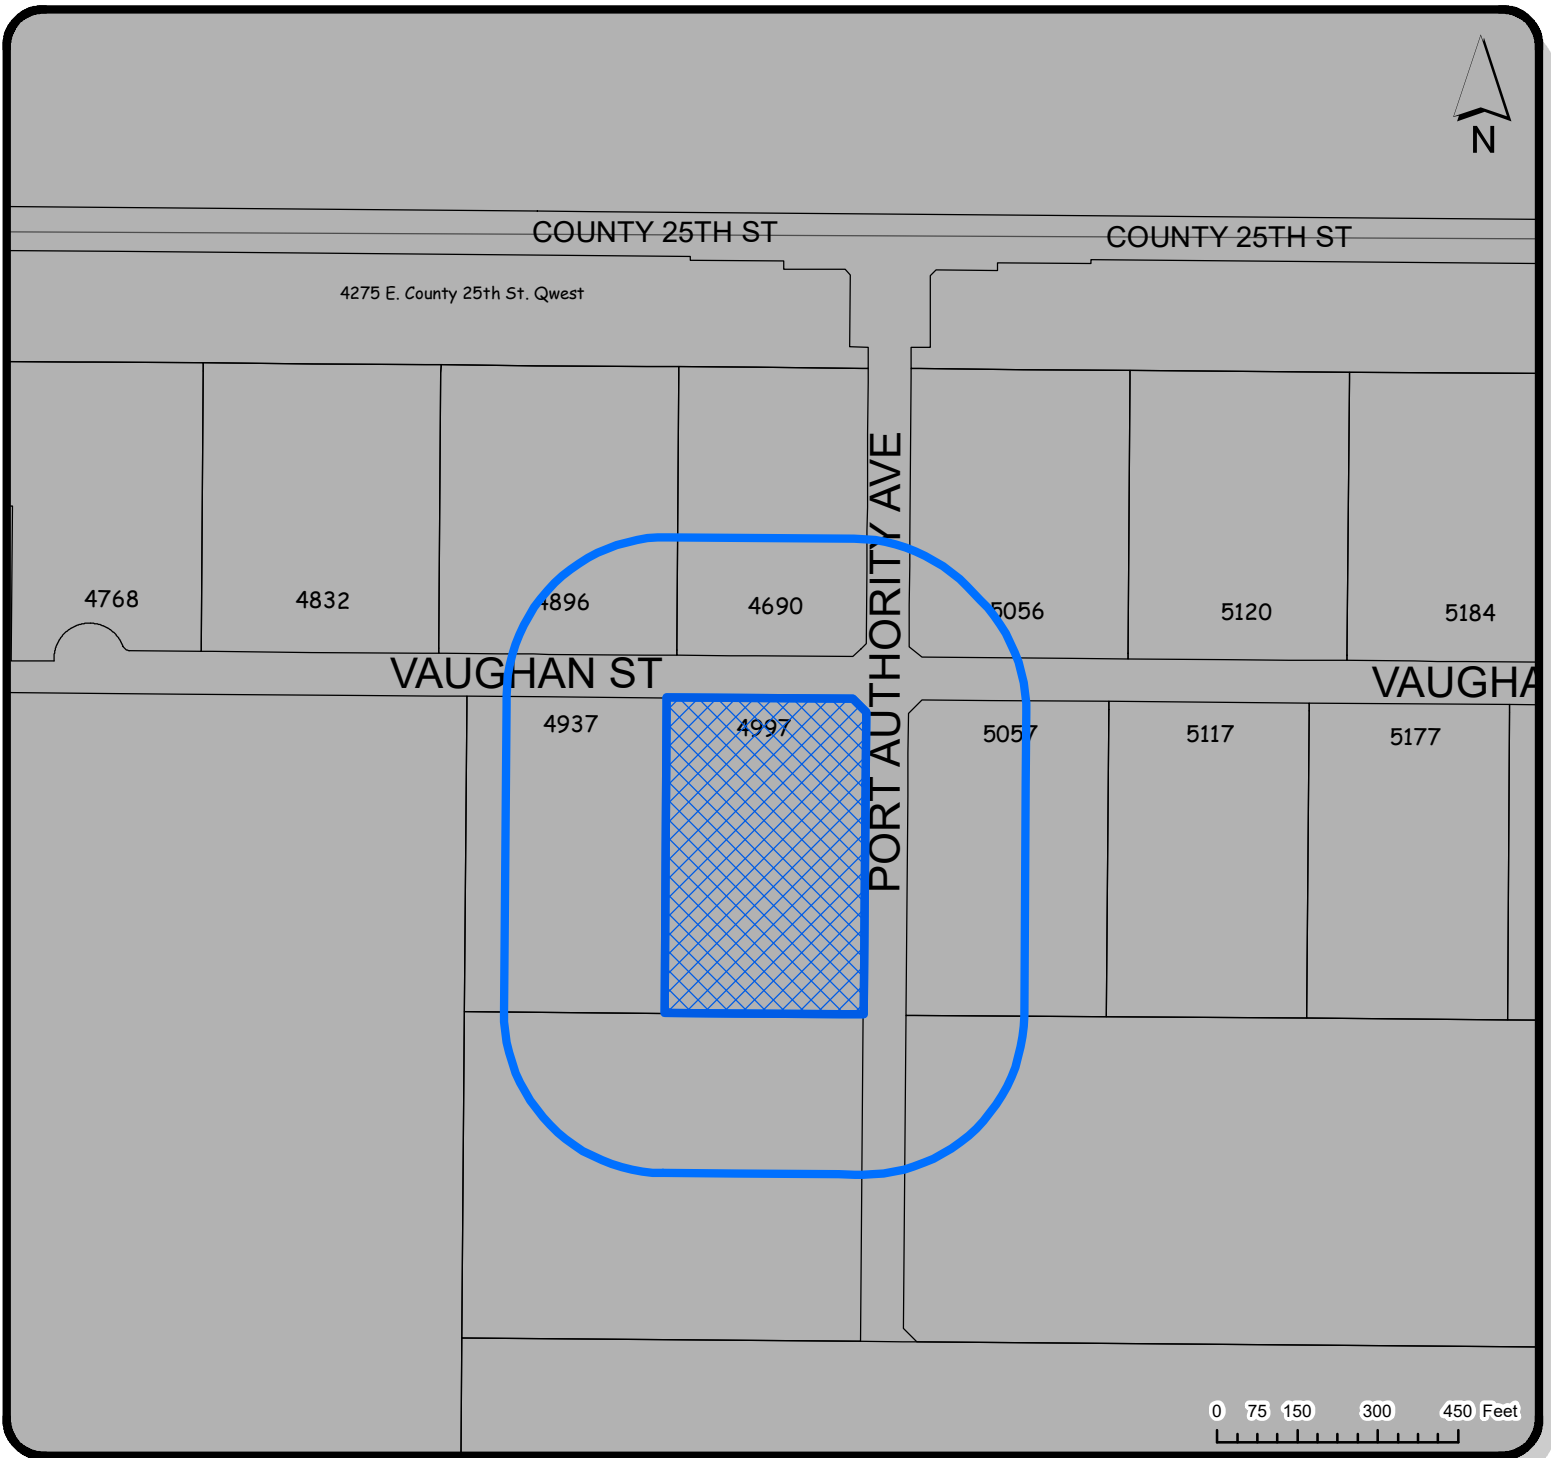 N
COUNTY 25TH ST
COUNTY 25TH ST
4275 E. County 25th St. Qwest
PORT AUTHORITY AVE
4768
4832
4896
4690
5056
5120
5184
VAUGHAN ST
VAUGHA
4937
4997
5057
5117
5177
0 75 150 300 450 Feet